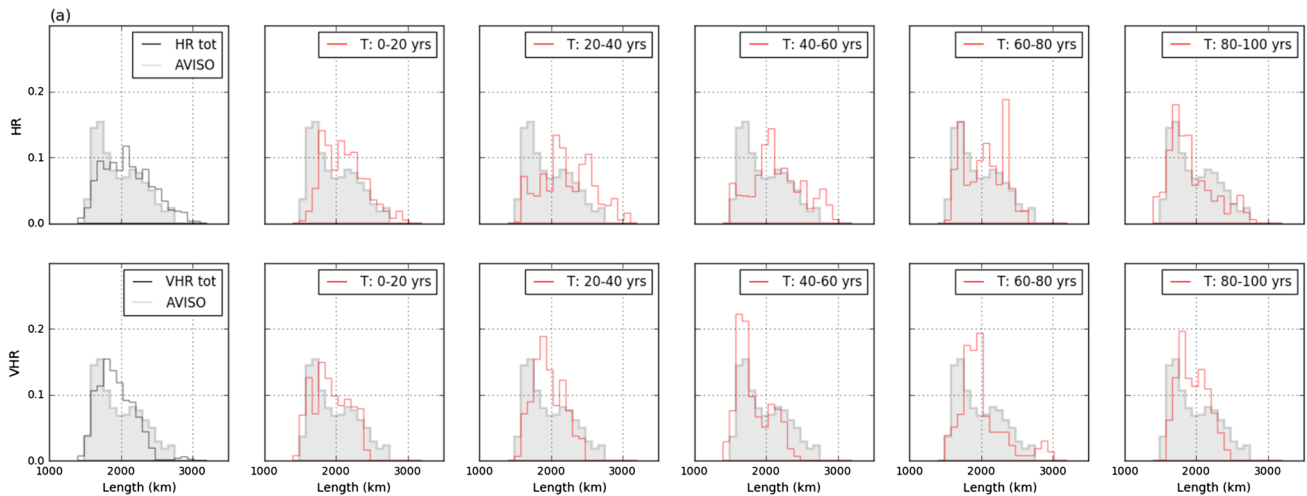 (a)
HR tot
AVISO
T: 0-20 yrs
T: 20-40 yrs
T: 40-60 yrs
T: 60-80 yrs
T: 80-100 yrs
HR
0.2
0.1
0.0
VHR tot
AVISO
T: 0-20 yrs
T: 20-40 yrs
T: 40-60 yrs
T: 60-80 yrs
T: 80-100 yrs
VHR
0.2
0.1
0.0
1000 2000 3000 1000 2000 3000 1000 2000 3000 1000 2000 3000 1000 2000 3000 1000 2000 3000
Length (km) Length (km) Length (km) Length (km) Length (km) Length (km)